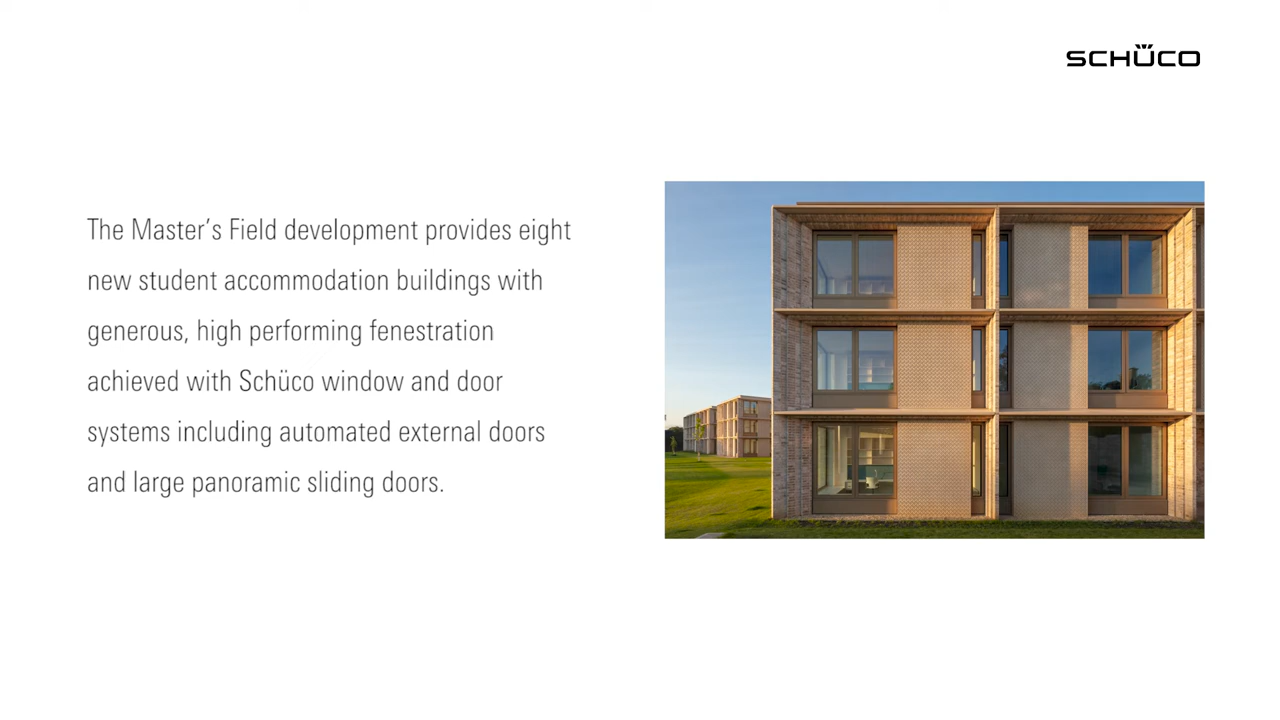 SCHÜCO
The Master’s Field development provides eight
new student accommodation buildings with
generous, high performing fenestration
achieved with Schüco window and door
systems including automated external doors
and large panoramic sliding doors.